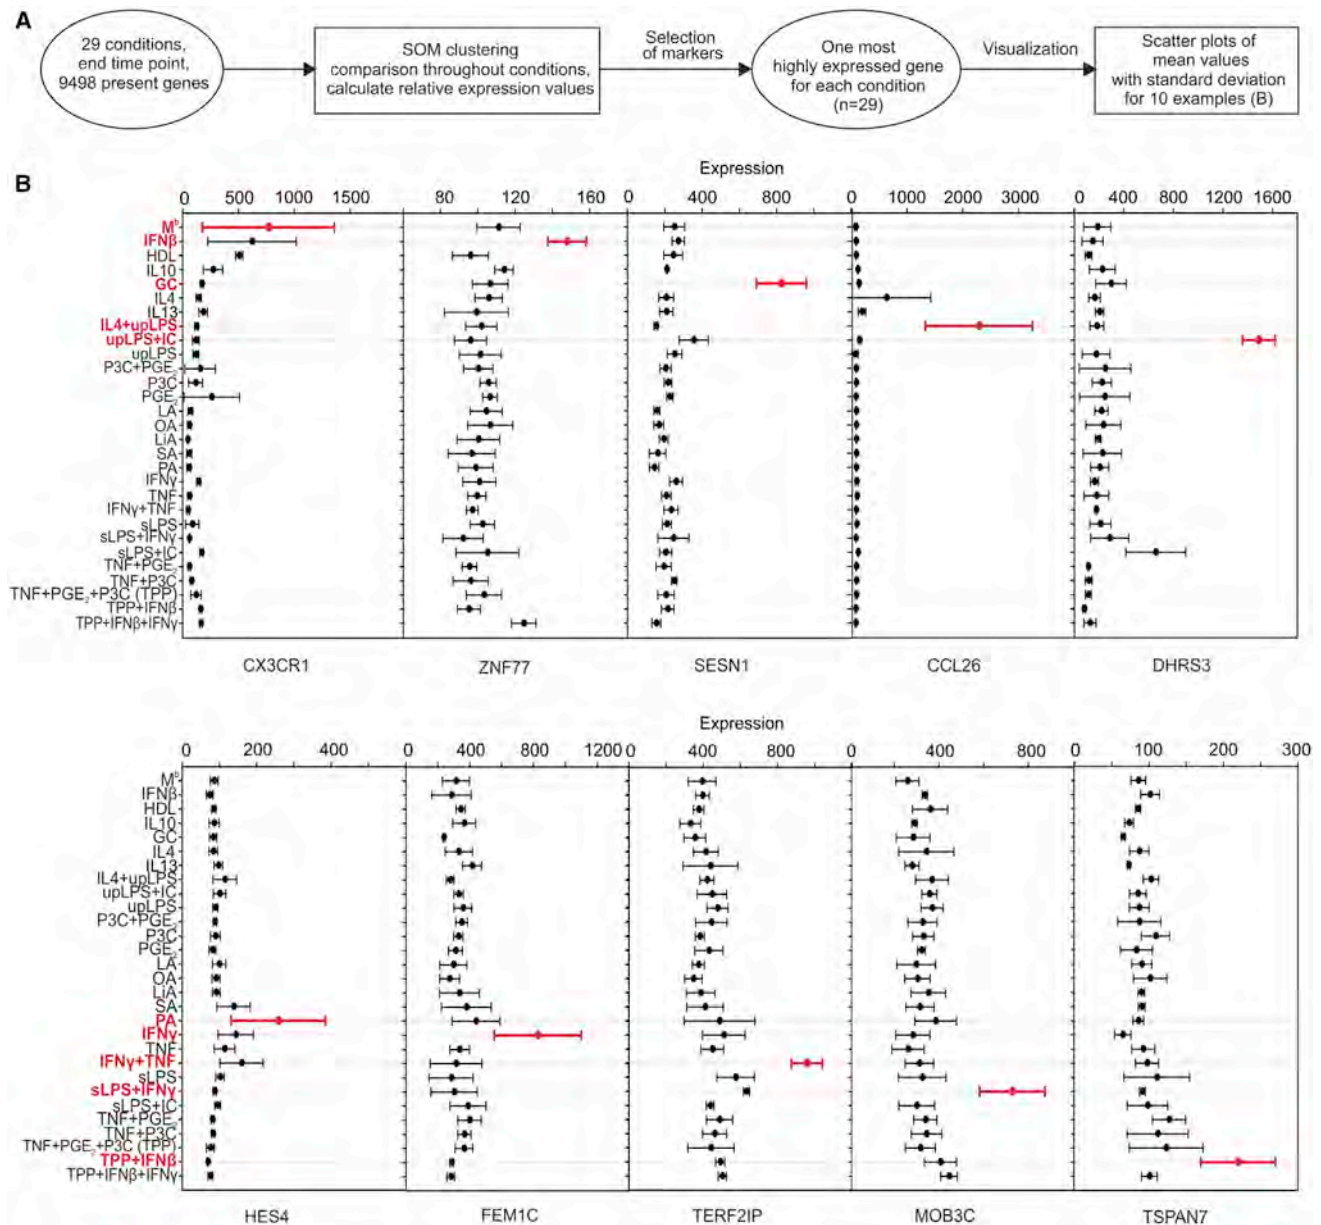 A
29 conditions,
end time point,
9498 present genes
SOM clustering
comparison throughout conditions,
calculate relative expression values
Selection
of markers
One most
highly expressed gene
for each condition
(n=29)
Visualization
Scatter plots of
mean values
with standard deviation
for 10 examples (B)
B
Expression
0 500 1000 1500
80 120 160
0 400 800
0 1000 2000 3000
0 400 800 1200 1600
Mᵇ
IFNβ
HDL
IL10
GC
IL4
IL13
IL4+upLPS
upLPS+IC
upLPS
P3C+PGE₂
P3C
PGE₂
LA
OA
LiA
SA
PA
IFNγ
TNF
IFNγ+TNF
sLPS
sLPS+IFNγ
sLPS+IC
TNF+PGE₂
TNF+P3C
TNF+PGE₂+P3C (TPP)
TPP+IFNβ
TPP+IFNβ+IFNγ
CX3CR1
ZNF77
SESN1
CCL26
DHRS3
Expression
0 200 400
0 400 800 1200
0 400 800
0 400 800
0 100 200 300
Mᵇ
IFNβ
HDL
IL10
GC
IL4
IL13
IL4+upLPS
upLPS+IC
upLPS
P3C+PGE₂
P3C
PGE₂
LA
OA
LiA
SA
PA
IFNγ
TNF
IFNγ+TNF
sLPS
sLPS+IFNγ
sLPS+IC
TNF+PGE₂
TNF+P3C
TNF+PGE₂+P3C (TPP)
TPP+IFNβ
TPP+IFNβ+IFNγ
HES4
FEM1C
TERF2IP
MOB3C
TSPAN7